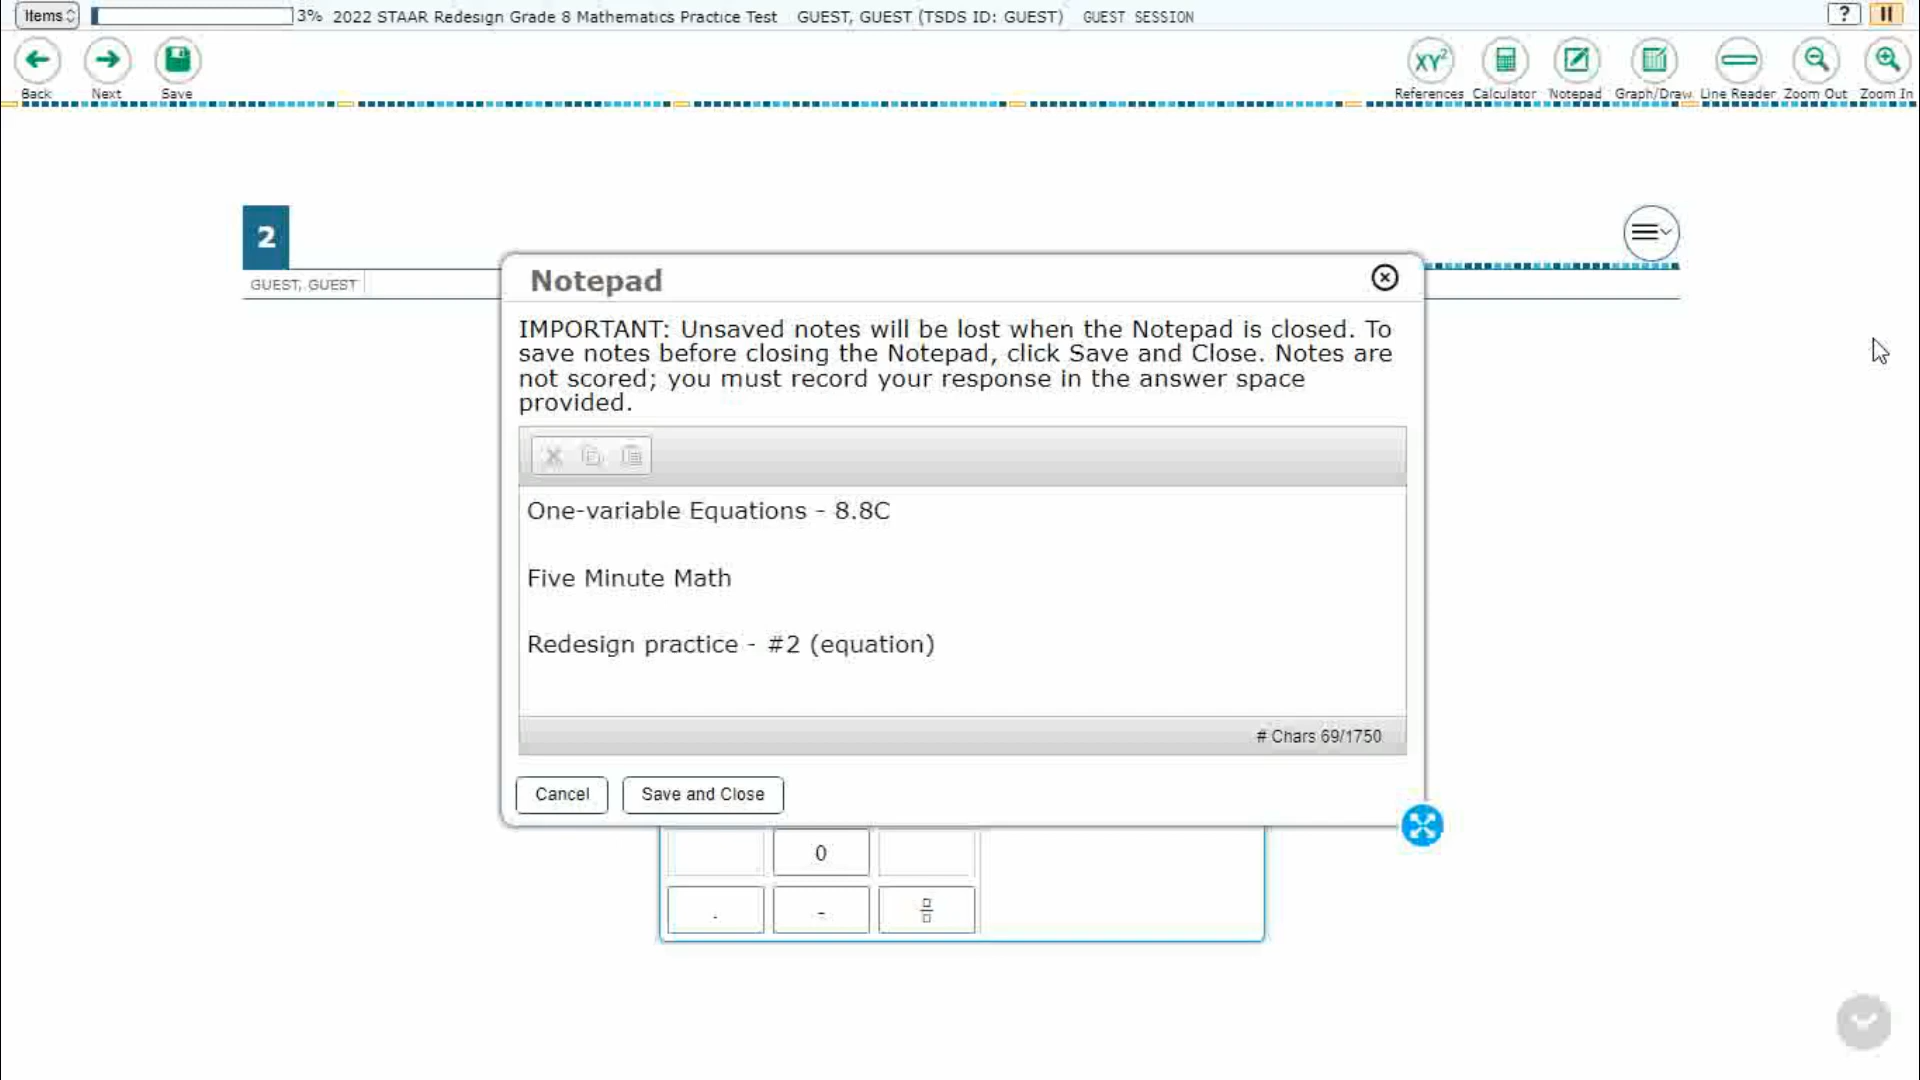 Items 3% 2022 STAAR Redesign Grade 8 Mathematics Practice Test GUEST, GUEST (TSDS ID: GUEST) GUEST SESSION ?
Back Next Save References Calculator Notepad Graph/Draw Line Reader Zoom Out Zoom In
XY²
2
GUEST, GUEST
Notepad
IMPORTANT: Unsaved notes will be lost when the Notepad is closed. To
save notes before closing the Notepad, click Save and Close. Notes are
not scored; you must record your response in the answer space
provided.
One-variable Equations - 8.8C
Five Minute Math
Redesign practice - #2 (equation)
# Chars 69/1750
Cancel Save and Close
0
. -